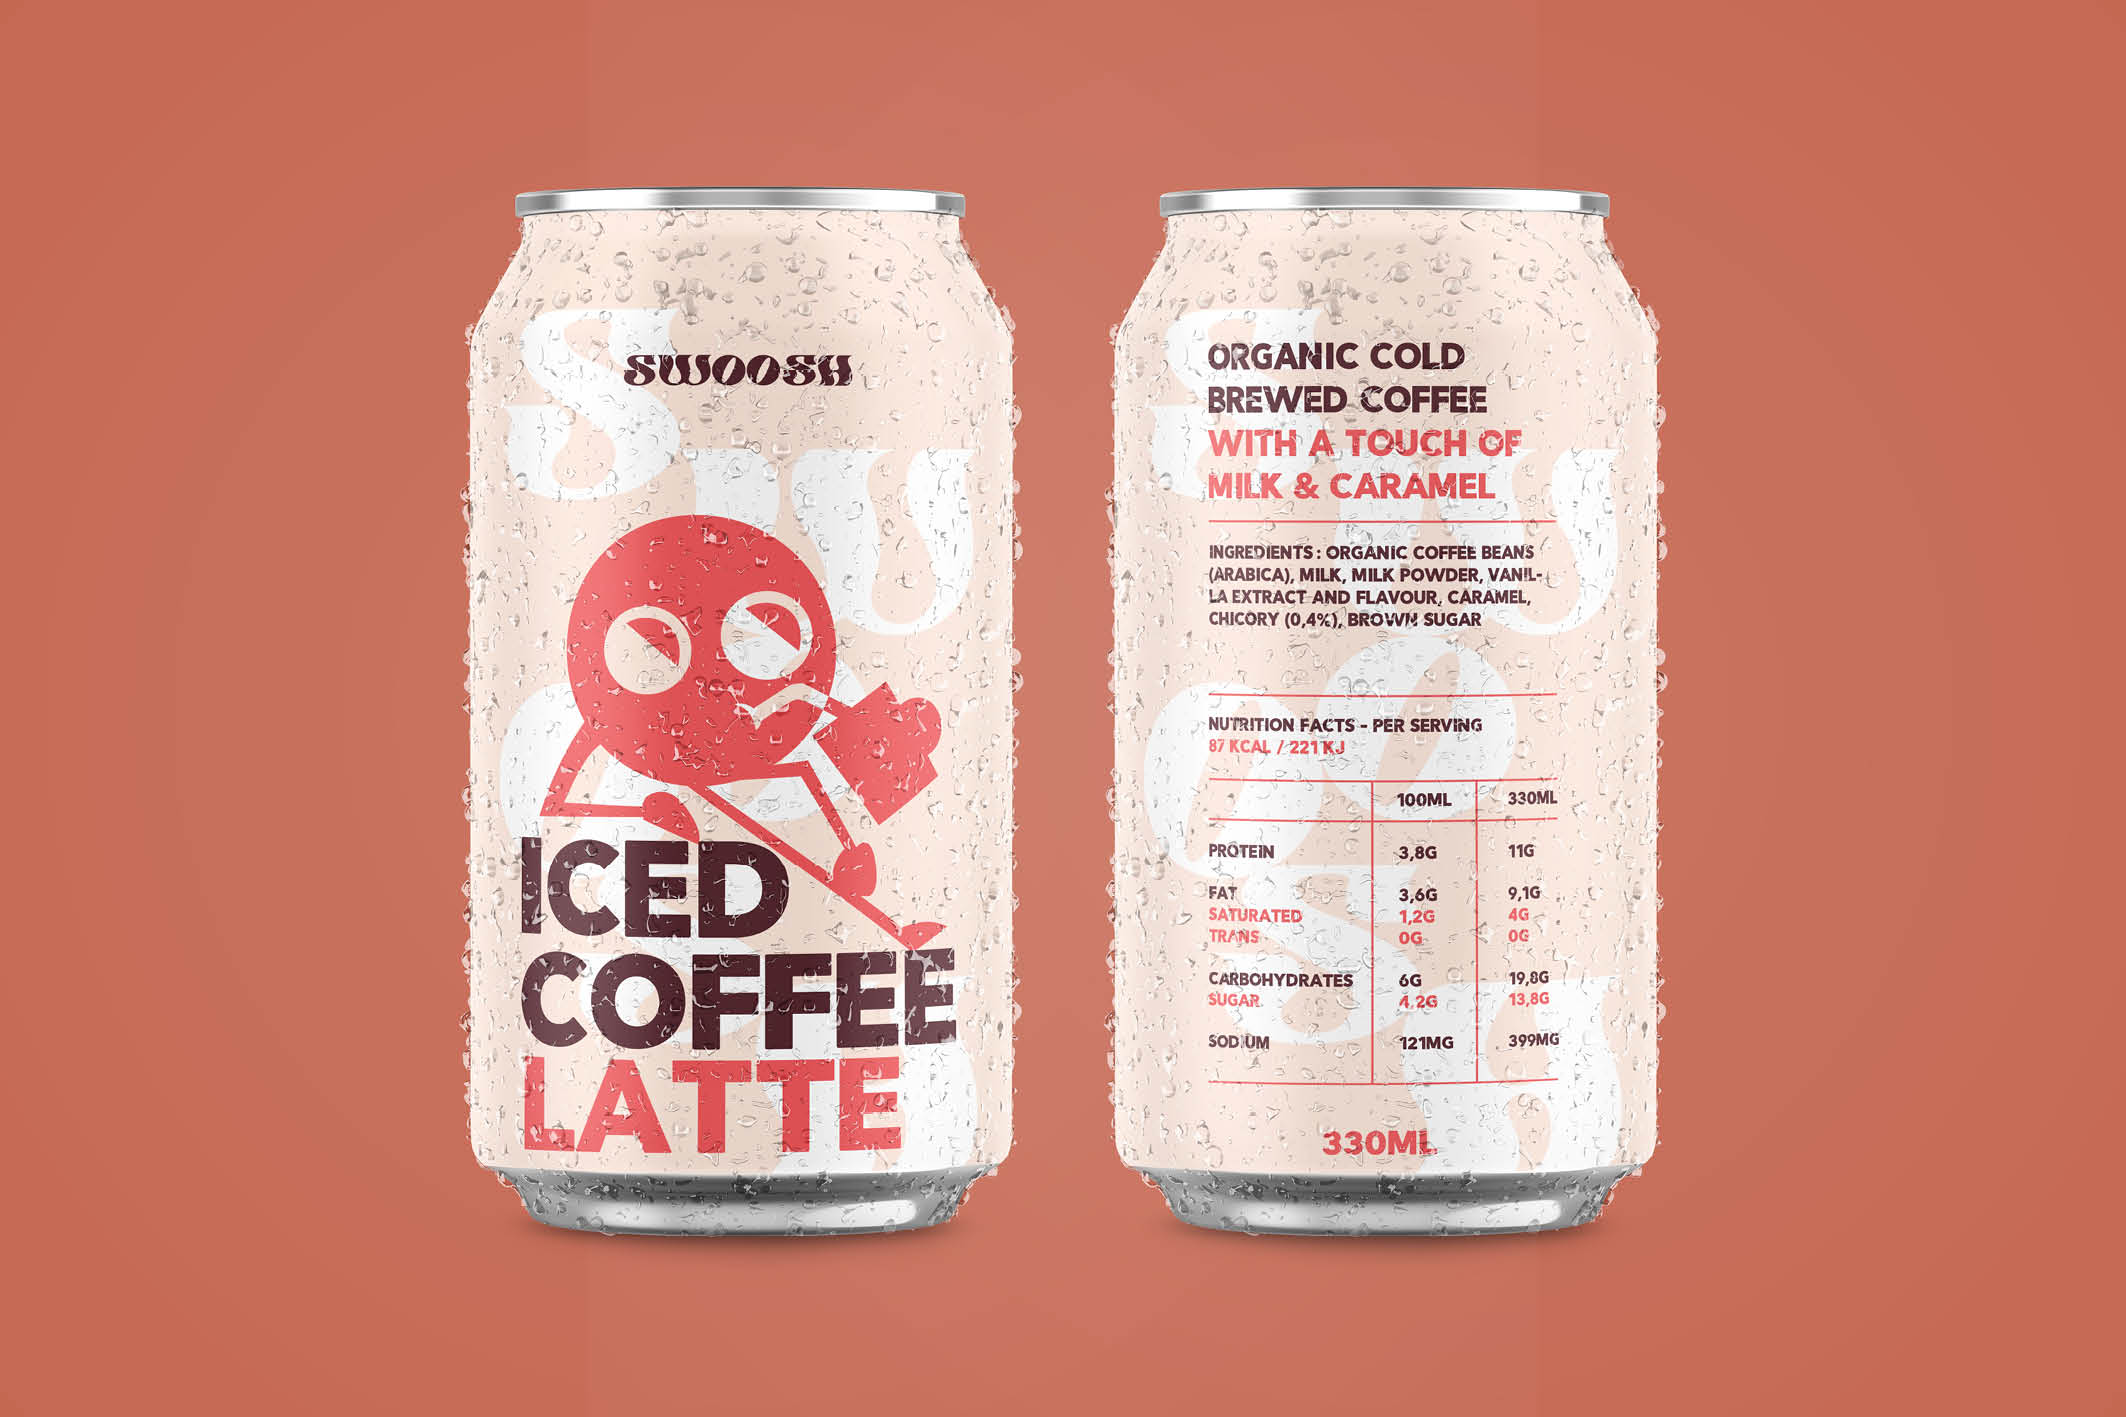 SWOOSH
ICED
COFFEE
LATTE
ORGANIC COLD
BREWED COFFEE
WITH A TOUCH OF
MILK & CARAMEL
INGREDIENTS : ORGANIC COFFEE BEANS
(ARABICA), MILK, MILK POWDER, VANIL-
LA EXTRACT AND FLAVOUR, CARAMEL,
CHICORY (0,4%), BROWN SUGAR
NUTRITION FACTS - PER SERVING
87 KCAL / 221 KJ
100ML 330ML
PROTEIN 3,8G 11G
FAT 3,6G 9,1G
SATURATED 1,2G 4G
TRANS 0G 0G
CARBOHYDRATES 6G 19,8G
SUGAR 4,2G 13,8G
SODIUM 121MG 399MG
330ML